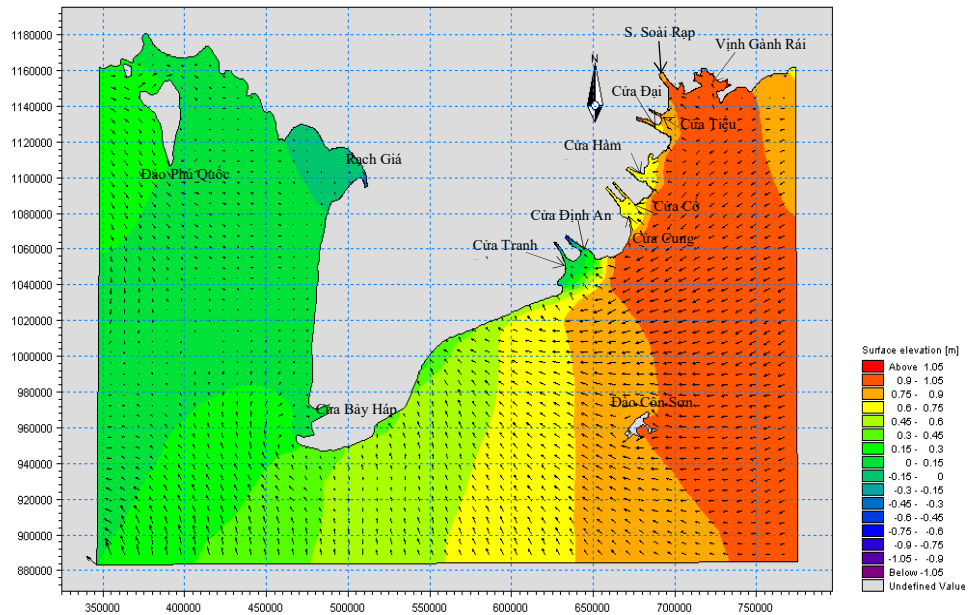 1180000
1160000
1140000
1120000
1100000
1080000
1060000
1040000
1020000
1000000
980000
960000
940000
920000
900000
880000
350000
400000
450000
500000
550000
600000
650000
700000
750000
N
S. Soài Rạp
Vịnh Gành Rái
Cửa Đại
Cửa Tiểu
Cửa Hàm
Rạch Giá
Đảo Phú Quốc
Cửa Cổ
Cửa Định An
Cửa Cung
Cửa Tranh
Cửa Bảy Háp
Đảo Côn Sơn
Surface elevation [m]
Above 1.05
0.9 - 1.05
0.75 - 0.9
0.6 - 0.75
0.45 - 0.6
0.3 - 0.45
0.15 - 0.3
0 - 0.15
-0.15 - 0
-0.3 - -0.15
-0.45 - -0.3
-0.6 - -0.45
-0.75 - -0.6
-0.9 - -0.75
-1.05 - -0.9
Below -1.05
Undefined Value